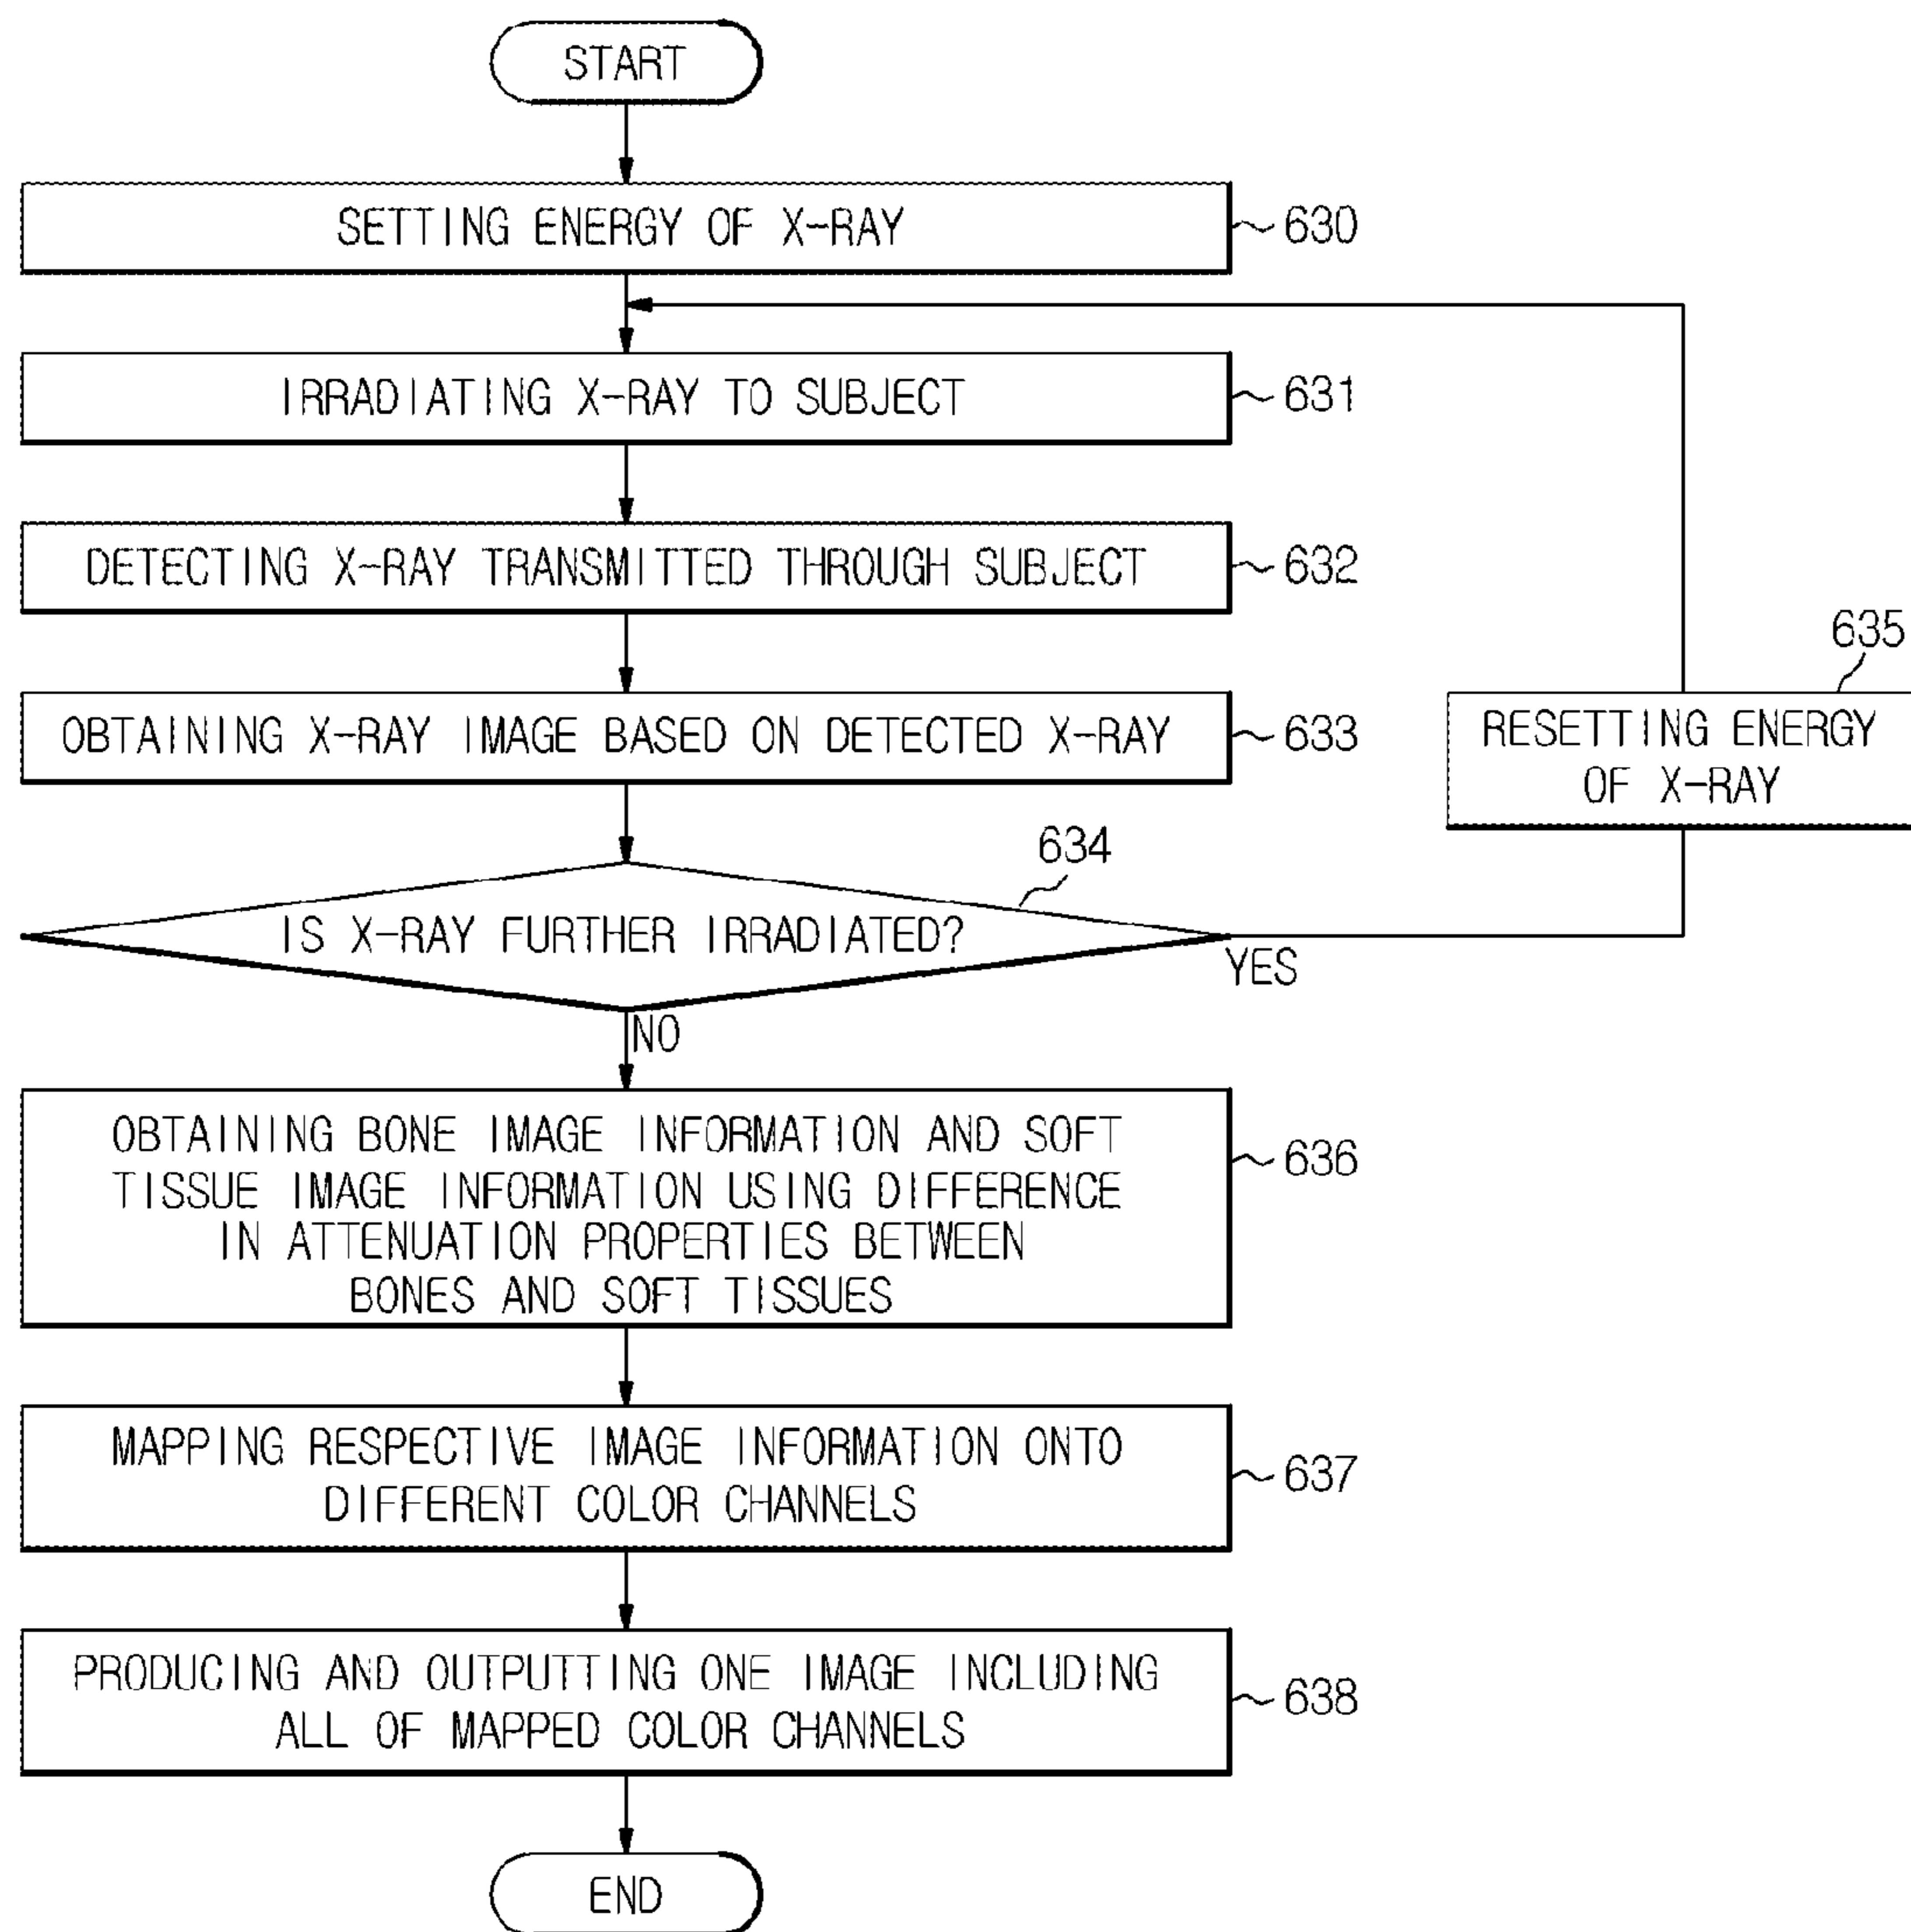 START
SETTING ENERGY OF X-RAY
630
IRRADIATING X-RAY TO SUBJECT
631
DETECTING X-RAY TRANSMITTED THROUGH SUBJECT
632
635
OBTAINING X-RAY IMAGE BASED ON DETECTED X-RAY
633
RESETTING ENERGY
OF X-RAY
634
IS X-RAY FURTHER IRRADIATED?
YES
NO
OBTAINING BONE IMAGE INFORMATION AND SOFT
TISSUE IMAGE INFORMATION USING DIFFERENCE
IN ATTENUATION PROPERTIES BETWEEN
BONES AND SOFT TISSUES
636
MAPPING RESPECTIVE IMAGE INFORMATION ONTO
DIFFERENT COLOR CHANNELS
637
PRODUCING AND OUTPUTTING ONE IMAGE INCLUDING
ALL OF MAPPED COLOR CHANNELS
638
END